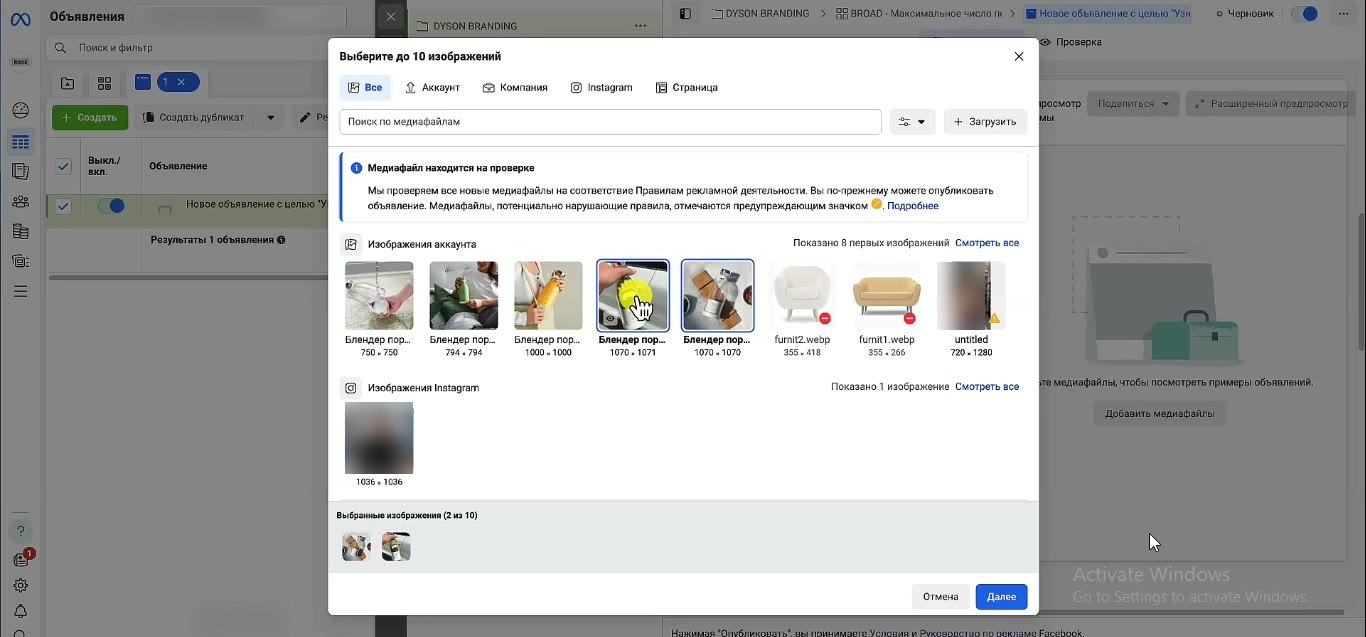 Объявления
Поиск и фильтр
1
Создать
Создать дубликат
Выкл./
вкл.
Объявление
Новое объявление с целью "Уз
Результаты 1 объявления
DYSON BRANDING
DYSON BRANDING
BROAD - Максимальное число по
Новое объявление с целью "Узн
Черновик
Проверка
Поделиться
Расширенный предпросмотр
Выберите до 10 изображений
Все
Аккаунт
Компания
Instagram
Страница
Поиск по медиафайлам
Загрузить
Медиафайл находится на проверке
Мы проверяем все новые медиафайлы на соответствие Правилам рекламной деятельности. Вы по-прежнему можете опубликовать
объявление. Медиафайлы, потенциально нарушающие правила, отмечаются предупреждающим значком . Подробнее
Изображения аккаунта
Показано 8 первых изображений Смотреть все
Блендер пор... Блендер пор... Блендер пор... Блендер пор... Блендер пор... furnit2.webp furnit1.webp untitled
750 × 750 794 × 794 1000 × 1000 1070 × 1071 1070 × 1070 355 × 418 355 × 266 720 × 1280
Изображения Instagram
Показано 1 изображение Смотреть все
1036 × 1036
Выбранные изображения (2 из 10)
Отмена
Далее
медиафайлы, чтобы посмотреть примеры объявлений.
Добавить медиафайлы
Activate Windows
Go to Settings to activate Windows.
1
Нажимая "Опубликовать", вы принимаете Условия и Руководство по рекламе Facebook.